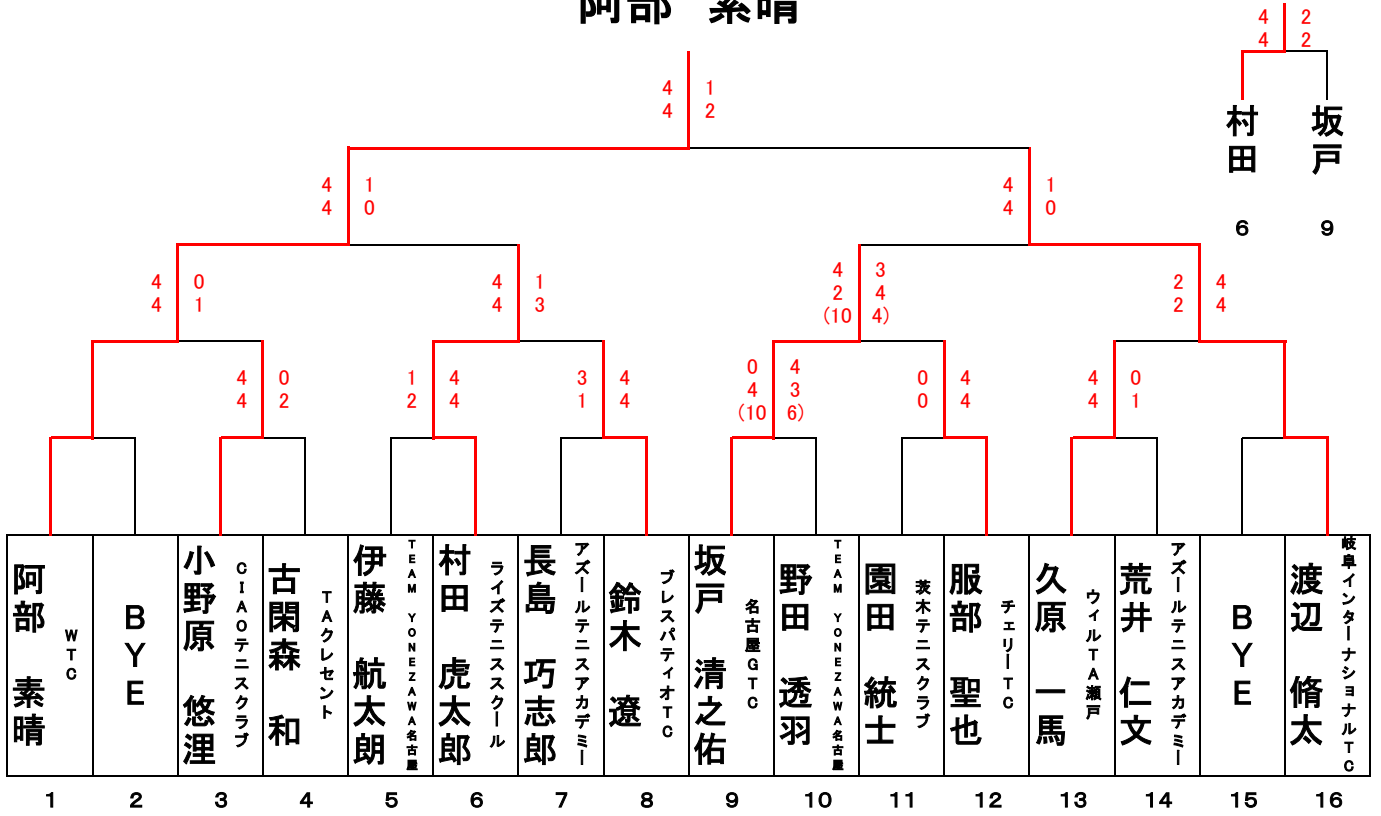 阿部 素晴
4 2
4 2
村田
坂戸
6 9
4 1
4 2
4 1
4 0
4 1
4 0
4 0
4 1
4 1
4 3
4 3
2 4
(10 4)
2 4
2 4
4 0
4 2
1 4
2 4
3 4
1 4
0 4
4 3
(10 6)
0 4
0 4
4 0
4 1
阿部 素晴
WTC
BYE
小野原 悠浬
CIAOテニスクラブ
古閑森 和
TAクレセント
伊藤 航太朗
TEAM YONEZAWA名古屋
村田 虎太郎
ライズテニススクール
長島 巧志郎
アズールテニスアカデミー
鈴木 遼
ブレスパティオTC
坂戸 清之佑
名古屋GTC
野田 透羽
TEAM YONEZAWA名古屋
園田 統士
茨木テニスクラブ
服部 聖也
チェリーTC
久原 一馬
ウィルTA瀬戸
荒井 仁文
アズールテニスアカデミー
BYE
渡辺 脩太
岐阜インターナショナルTC
1 2 3 4 5 6 7 8 9 10 11 12 13 14 15 16